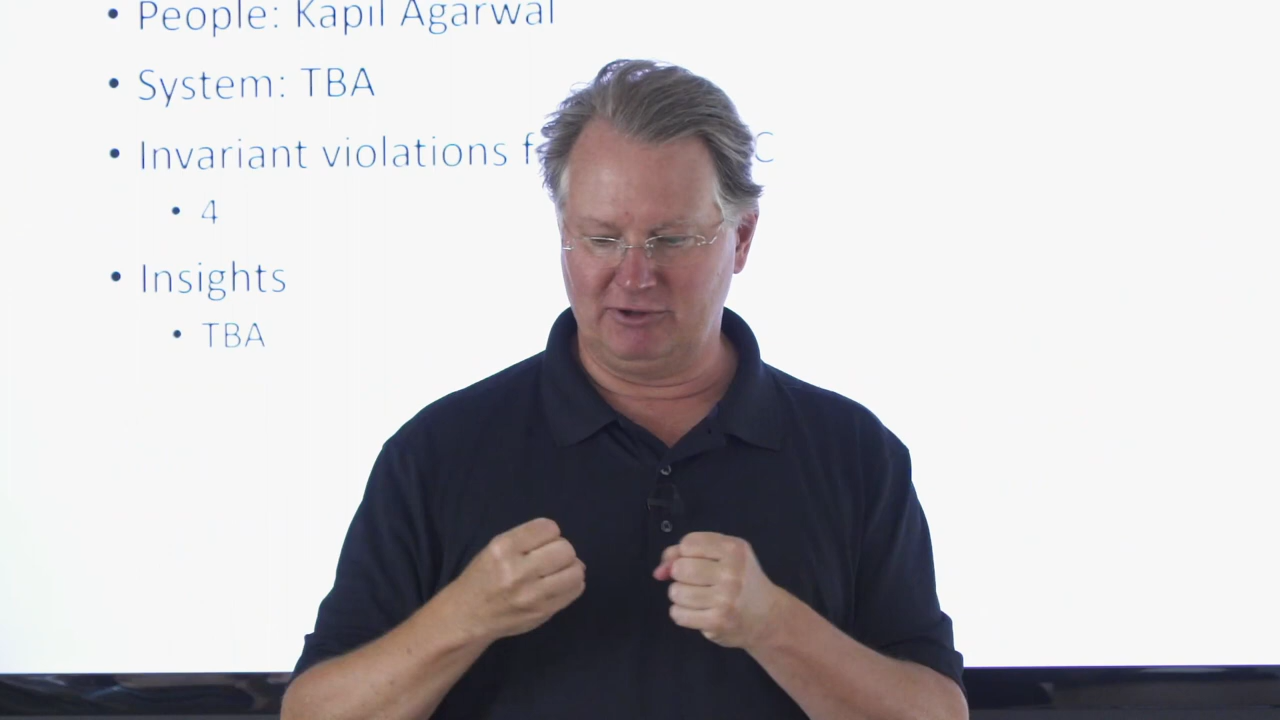 • People: Kapil Agarwal
• System: TBA
• Invariant violations
• 4
• Insights
• TBA